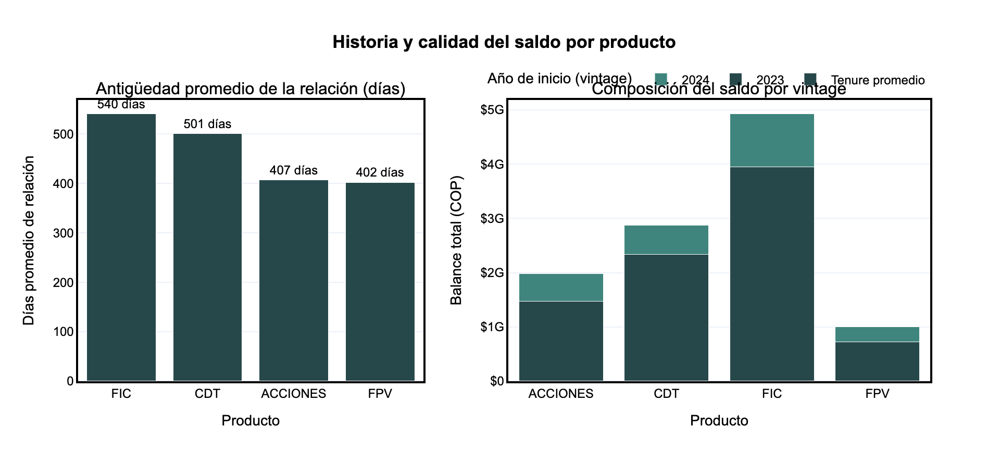 Historia y calidad del saldo por producto
Antigüedad promedio de la relación (días)
Días promedio de relación
500
400
300
200
100
0
540 días
501 días
407 días
402 días
FIC
CDT
ACCIONES
FPV
Producto
Año de inicio (vintage)
2024
2023
Tenure promedio
Composición del saldo por vintage
Balance total (COP)
$5G
$4G
$3G
$2G
$1G
$0
ACCIONES
CDT
FIC
FPV
Producto